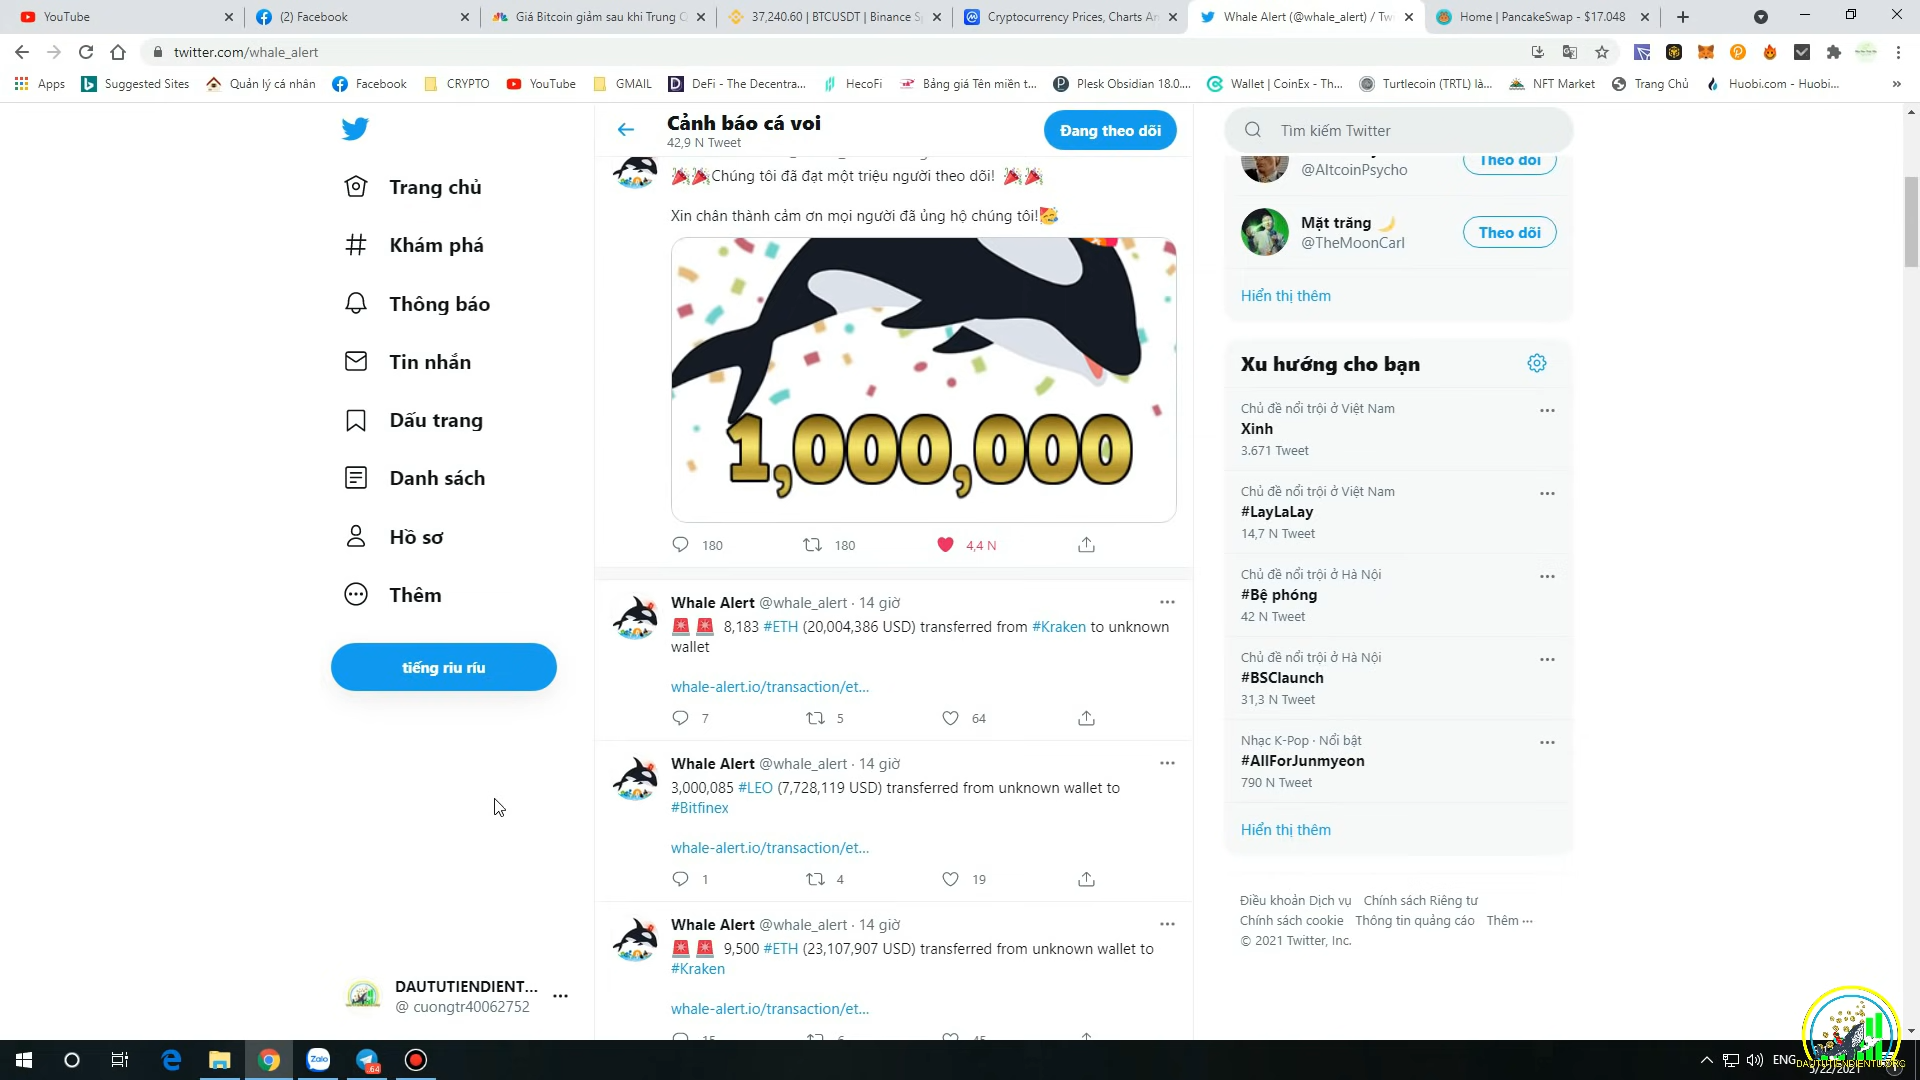 YouTube
(2) Facebook
Giá Bitcoin giảm sau khi Trung Q
37,240.60 | BTCUSDT | Binance S
Cryptocurrency Prices, Charts An
Whale Alert (@whale_alert) / Tw
Home | PancakeSwap - $17.048
twitter.com/whale_alert
Apps
Suggested Sites
Quản lý cá nhân
Facebook
CRYPTO
YouTube
GMAIL
DeFi - The Decentra...
HecoFi
Bảng giá Tên miền t...
Plesk Obsidian 18.0....
Wallet | CoinEx - Th...
Turtlecoin (TRTL) là...
NFT Market
Trang Chủ
Huobi.com - Huobi...
Trang chủ
Khám phá
Thông báo
Tin nhắn
Dấu trang
Danh sách
Hồ sơ
Thêm
tiếng riu ríu
DAUTUTIENDIENT...
@ cuongtr40062752
Cảnh báo cá voi
42,9 N Tweet
Đang theo dõi
🎉🎉Chúng tôi đã đạt một triệu người theo dõi! 🎉🎉
Xin chân thành cảm ơn mọi người đã ủng hộ chúng tôi!🥳
1,000,000
180
180
4,4 N
Whale Alert @whale_alert · 14 giờ
🚨 🚨 8,183 #ETH (20,004,386 USD) transferred from #Kraken to unknown
wallet
whale-alert.io/transaction/et...
7
5
64
Whale Alert @whale_alert · 14 giờ
3,000,085 #LEO (7,728,119 USD) transferred from unknown wallet to
#Bitfinex
whale-alert.io/transaction/et...
1
4
19
Whale Alert @whale_alert · 14 giờ
🚨 🚨 9,500 #ETH (23,107,907 USD) transferred from unknown wallet to
#Kraken
whale-alert.io/transaction/et...
Tìm kiếm Twitter
@AltcoinPsycho
Theo dõi
Mặt trăng 🌙
@TheMoonCarl
Theo dõi
Hiển thị thêm
Xu hướng cho bạn
Chủ đề nổi trội ở Việt Nam
Xinh
3.671 Tweet
Chủ đề nổi trội ở Việt Nam
#LayLaLay
14,7 N Tweet
Chủ đề nổi trội ở Hà Nội
#Bệ phóng
42 N Tweet
Chủ đề nổi trội ở Hà Nội
#BSClaunch
31,3 N Tweet
Nhạc K-Pop · Nổi bật
#AllForJunmyeon
790 N Tweet
Hiển thị thêm
Điều khoản Dịch vụ Chính sách Riêng tư
Chính sách cookie Thông tin quảng cáo Thêm ···
© 2021 Twitter, Inc.
Zalo
64
ENG